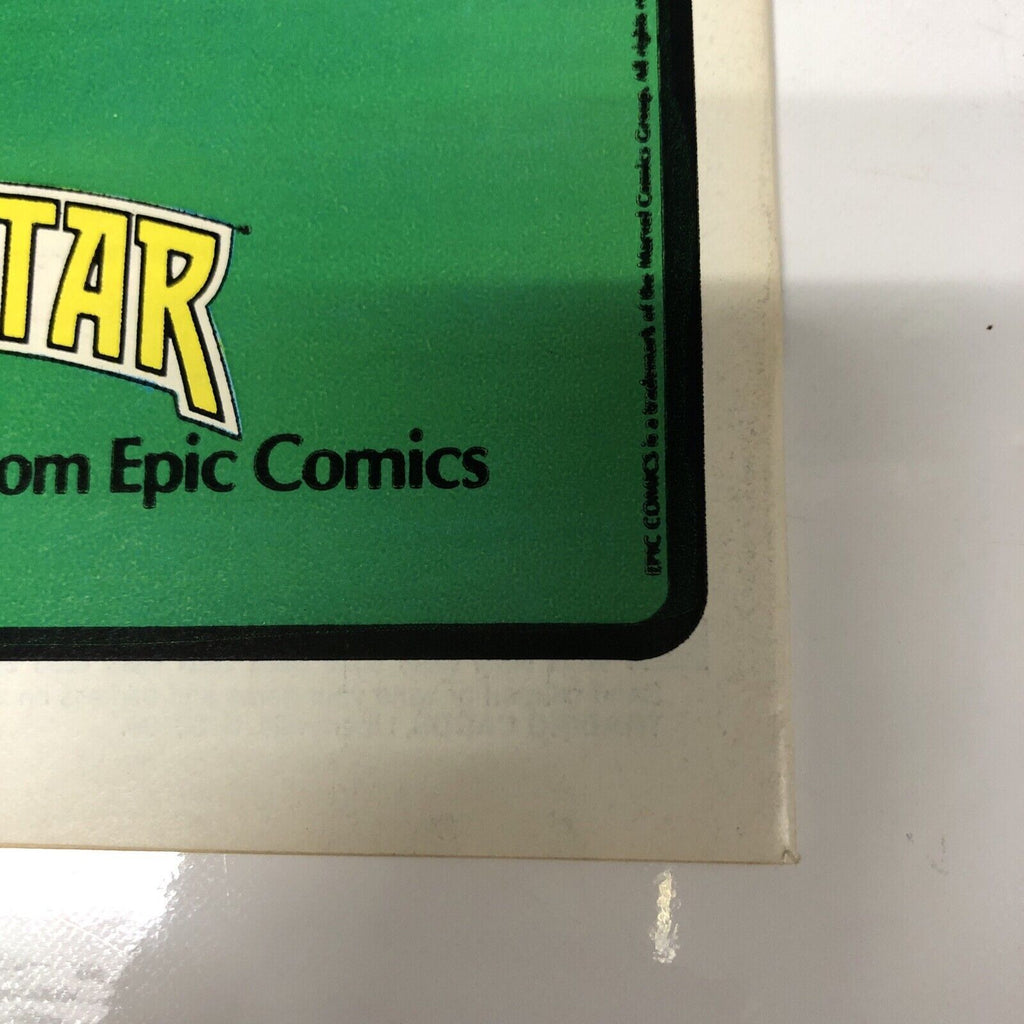 TAR
om Epic Comics
EPIC COMICS is a trademark of the Marvel Comics Group. All rights